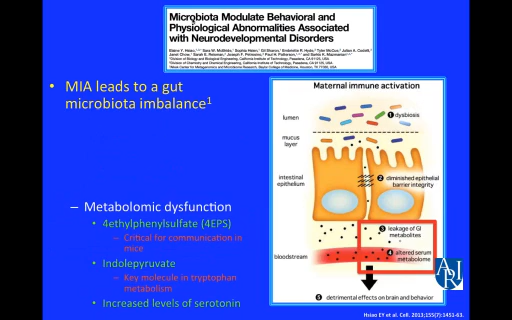 Microbiota Modulate Behavioral and
Physiological Abnormalities Associated
with Neurodevelopmental Disorders
• MIA leads to a gut
microbiota imbalance1
– Metabolomic dysfunction
• 4ethylphenylsulfate (4EPS)
– Critical for communication in
mice
• Indolepyruvate
– Key molecule in tryptophan
metabolism
• Increased levels of serotonin
Maternal immune activation
lumen
1 dysbiosis
mucus
layer
intestinal
epithelium
2 diminished epithelial
barrier integrity
3 leakage of GI
metabolites
4 altered serum
metabolome
bloodstream
5 detrimental effects on brain and behavior
Hsiao EY et al. Cell. 2013;155(7):1451-63.